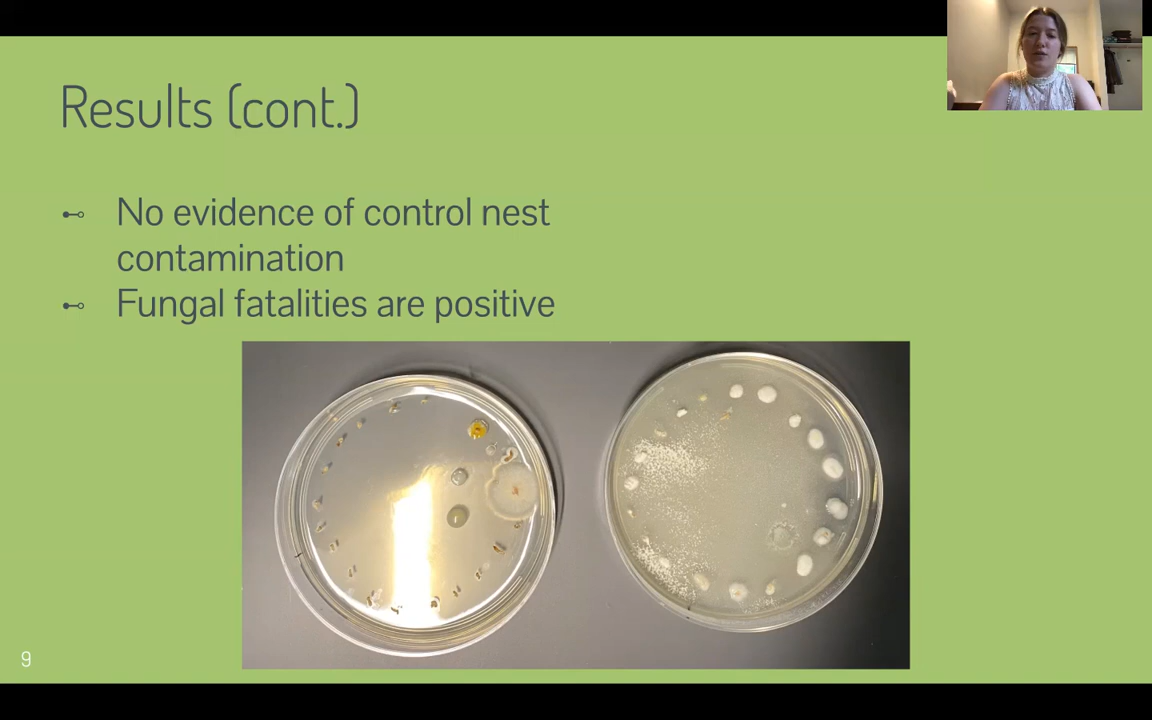 Results (cont.)
No evidence of control nest
contamination
Fungal fatalities are positive
9